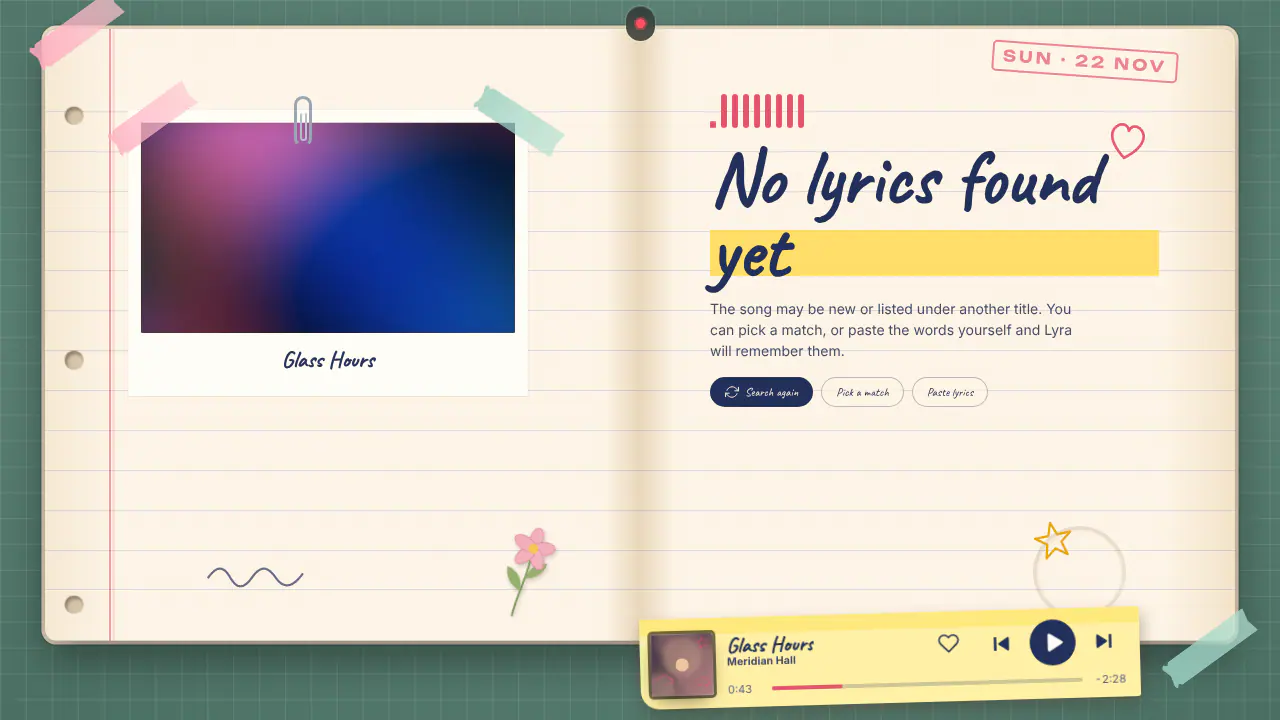 SUN · 22 NOV
No lyrics found
yet
The song may be new or listed under another title. You
can pick a match, or paste the words yourself and Lyra
will remember them.
Search again
Pick a match
Paste lyrics
Glass Hours
Glass Hours
Meridian Hall
0:43
-2:28